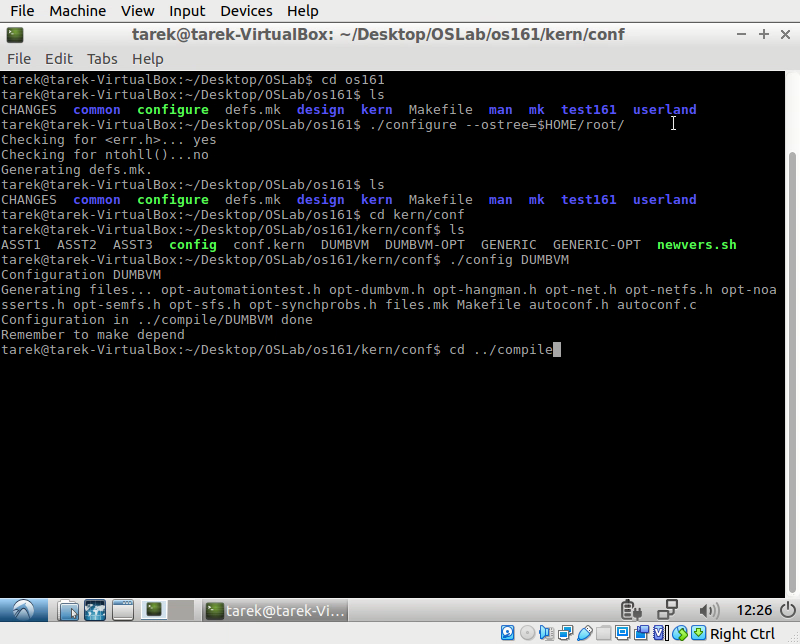 File Machine View Input Devices Help
tarek@tarek-VirtualBox: ~/Desktop/OSLab/os161/kern/conf
File Edit Tabs Help
tarek@tarek-VirtualBox:~/Desktop/OSLab$ cd os161
tarek@tarek-VirtualBox:~/Desktop/OSLab/os161$ ls
CHANGES common configure defs.mk design kern Makefile man mk test161 userland
tarek@tarek-VirtualBox:~/Desktop/OSLab/os161$ ./configure --ostree=$HOME/root/
Checking for <err.h>... yes
Checking for ntohll()...no
Generating defs.mk.
tarek@tarek-VirtualBox:~/Desktop/OSLab/os161$ ls
CHANGES common configure defs.mk design kern Makefile man mk test161 userland
tarek@tarek-VirtualBox:~/Desktop/OSLab/os161$ cd kern/conf
tarek@tarek-VirtualBox:~/Desktop/OSLab/os161/kern/conf$ ls
ASST1 ASST2 ASST3 config conf.kern DUMBVM DUMBVM-OPT GENERIC GENERIC-OPT newvers.sh
tarek@tarek-VirtualBox:~/Desktop/OSLab/os161/kern/conf$ ./config DUMBVM
Configuration DUMBVM
Generating files... opt-automationtest.h opt-dumbvm.h opt-hangman.h opt-net.h opt-netfs.h opt-noa
sserts.h opt-semfs.h opt-sfs.h opt-synchprobs.h files.mk Makefile autoconf.h autoconf.c
Configuration in ../compile/DUMBVM done
Remember to make depend
tarek@tarek-VirtualBox:~/Desktop/OSLab/os161/kern/conf$ cd ../compile
tarek@tarek-Vi... 12:26
Right Ctrl